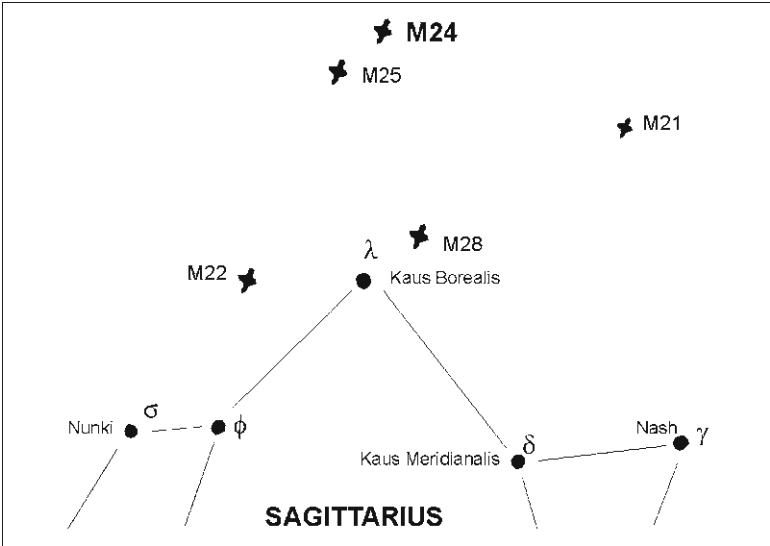 M24
M25
M21
λ
M28
M22
Kaus Borealis
σ
Nunki
ϕ
Nash
γ
δ
Kaus Meridianalis
SAGITTARIUS